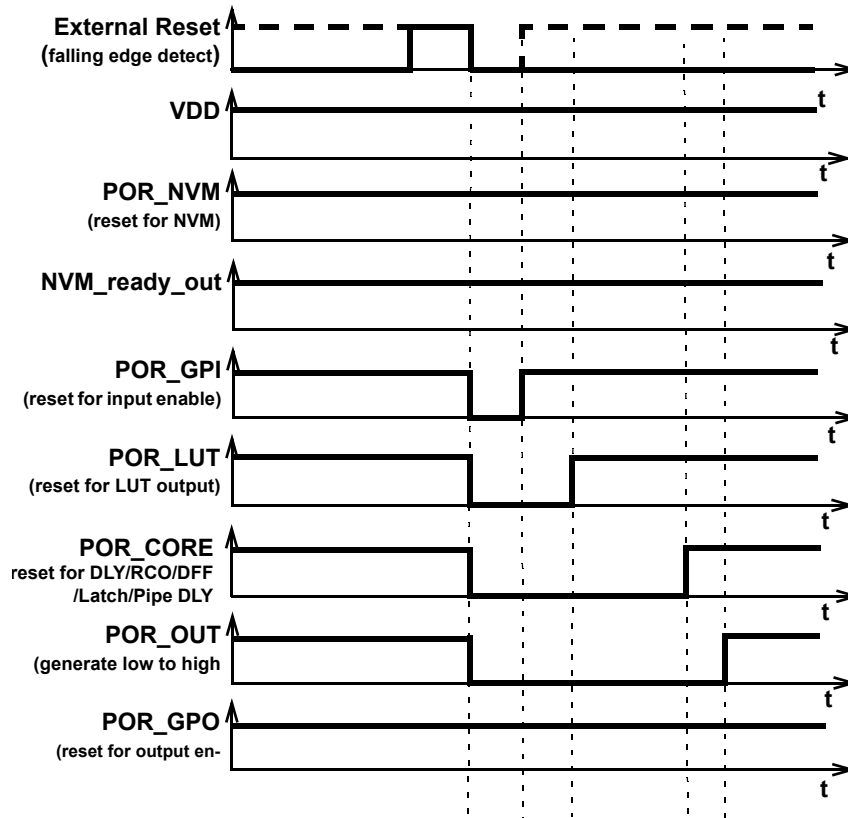 External Reset
(falling edge detect)
t
VDD
t
POR_NVM
(reset for NVM)
t
NVM_ready_out
t
POR_GPI
(reset for input enable)
t
POR_LUT
(reset for LUT output)
t
POR_CORE
reset for DLY/RCO/DFF
/Latch/Pipe DLY
t
POR_OUT
(generate low to high
t
POR_GPO
(reset for output en-
t